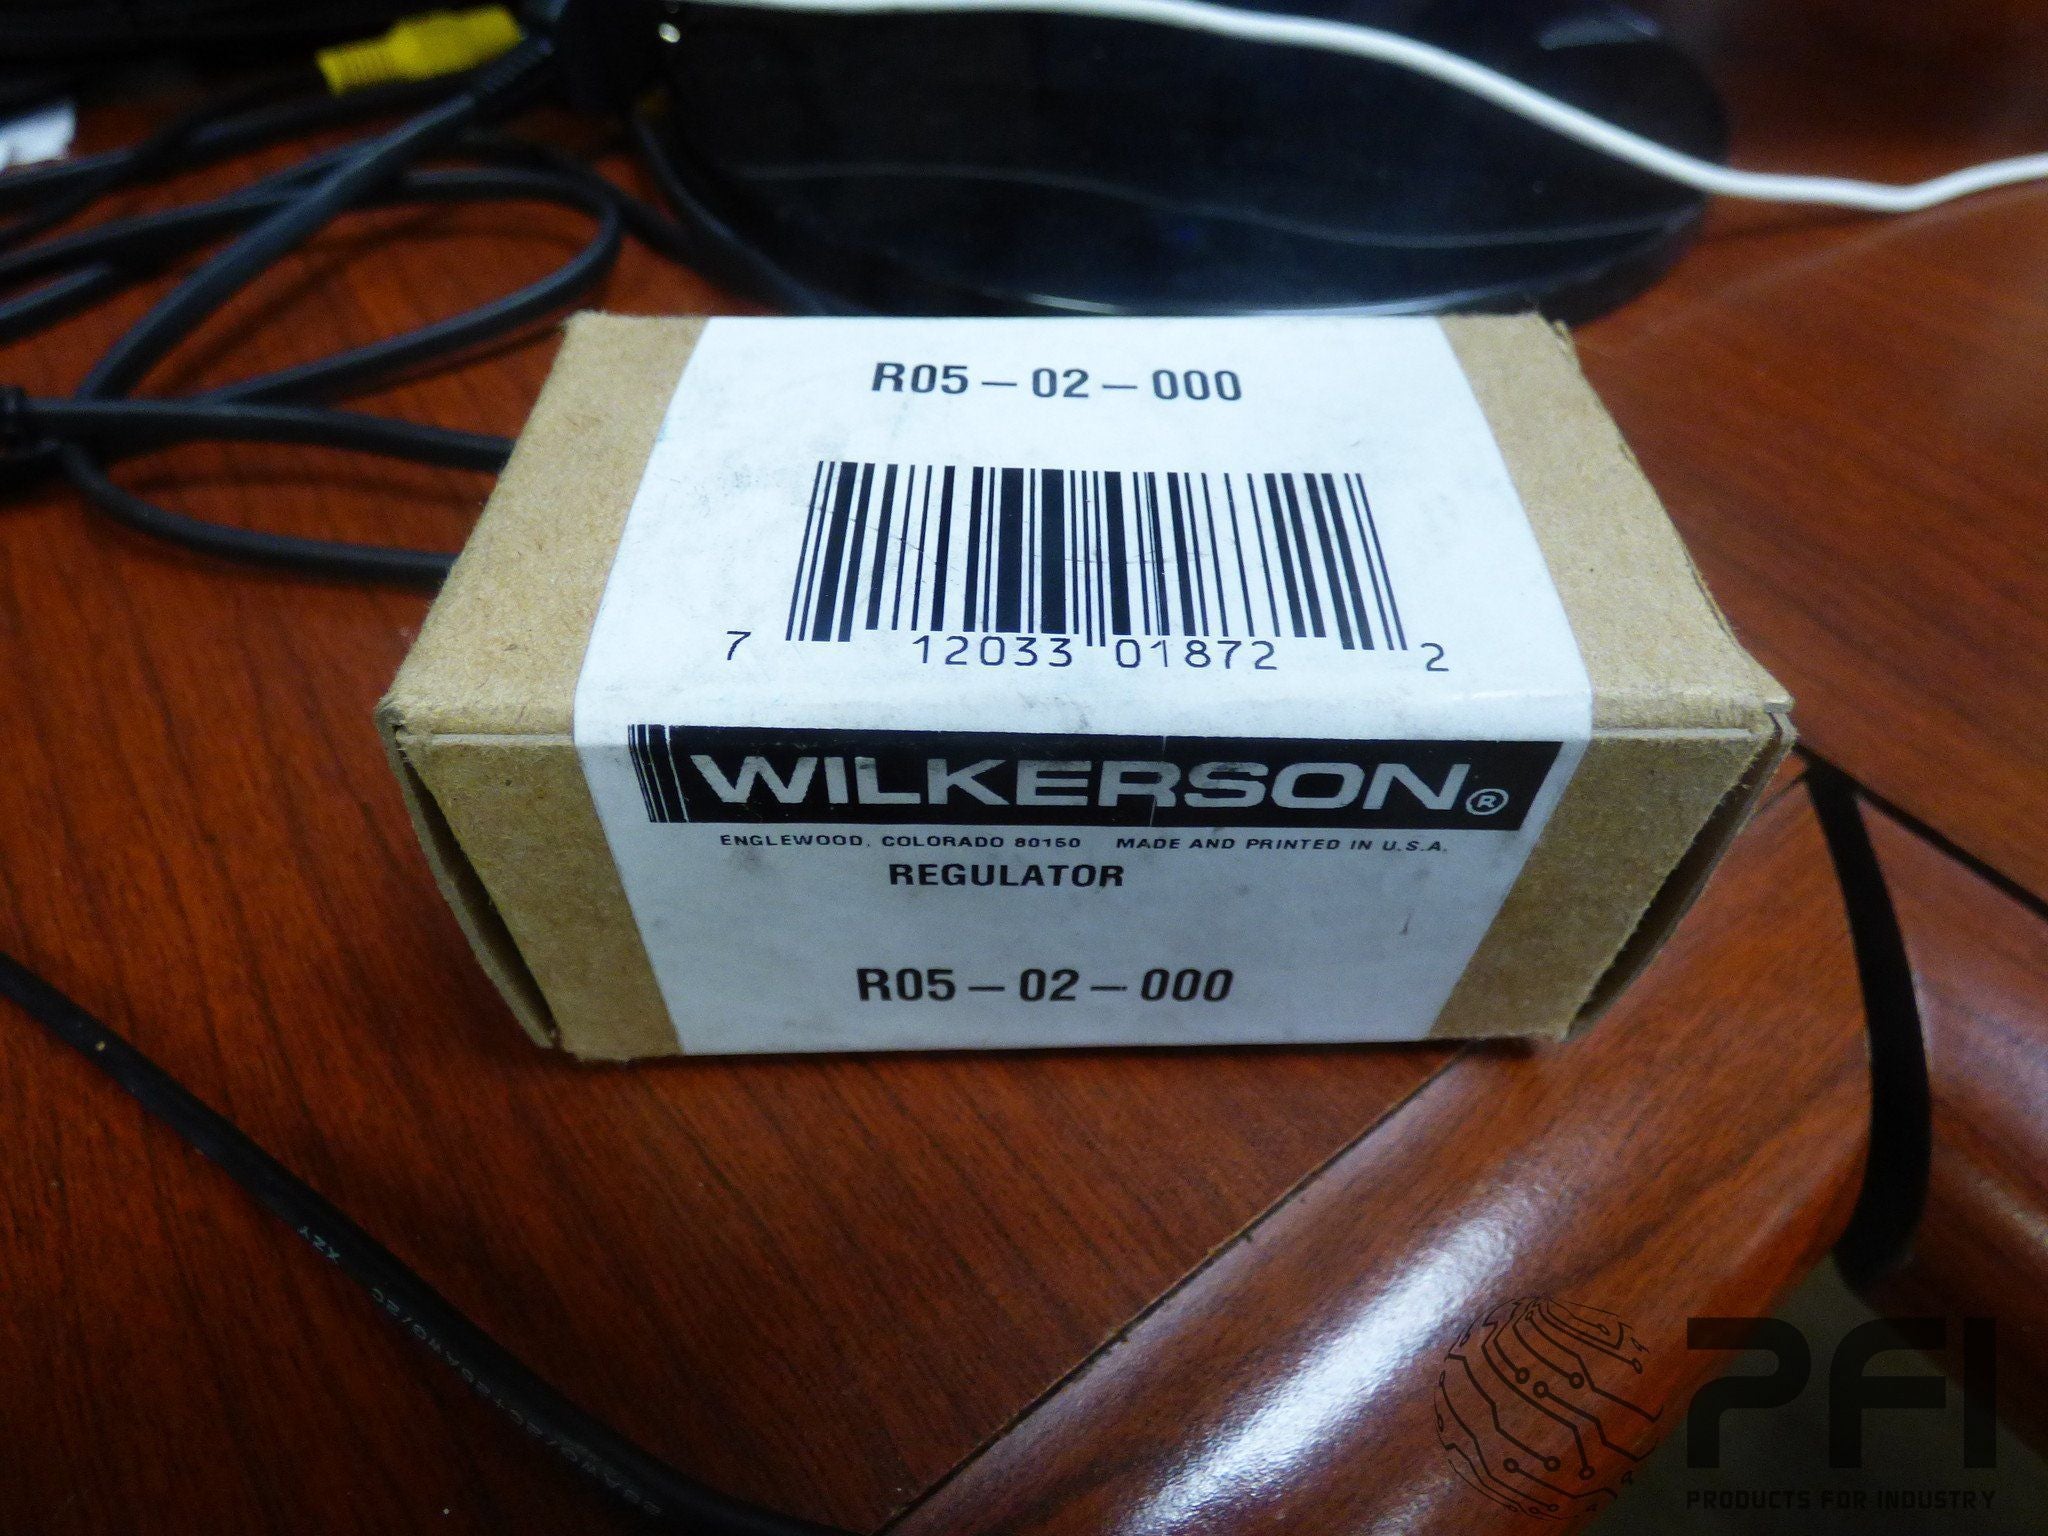 R05-02-000
7 12033 01872 2
WILKERSON®
ENGLEWOOD, COLORADO 80150 MADE AND PRINTED IN U.S.A.
REGULATOR
R05-02-000
PFI
PRODUCTS FOR INDUSTRY